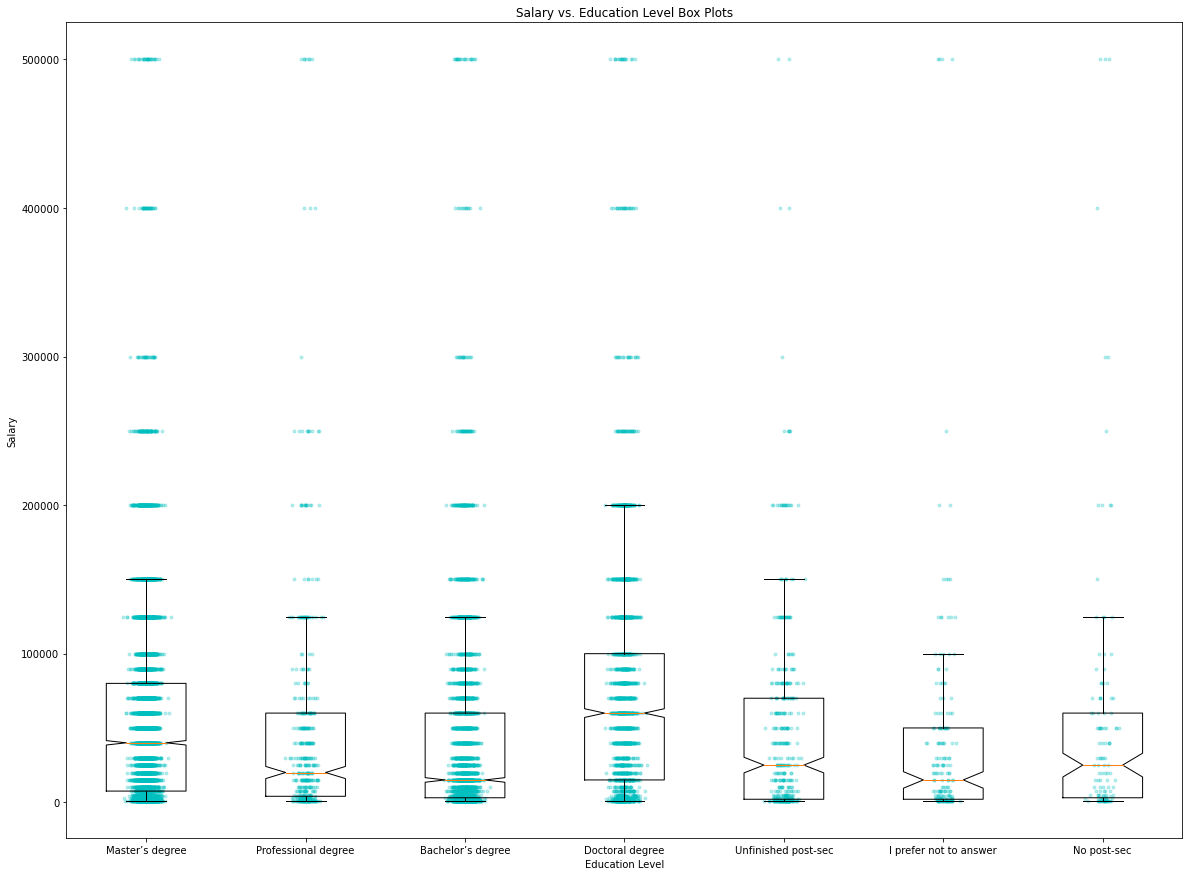 Salary vs. Education Level Box Plots
500000
400000
300000
200000
100000
0
Salary
Master’s degree
Professional degree
Bachelor’s degree
Doctoral degree
Unfinished post-sec
I prefer not to answer
No post-sec
Education Level